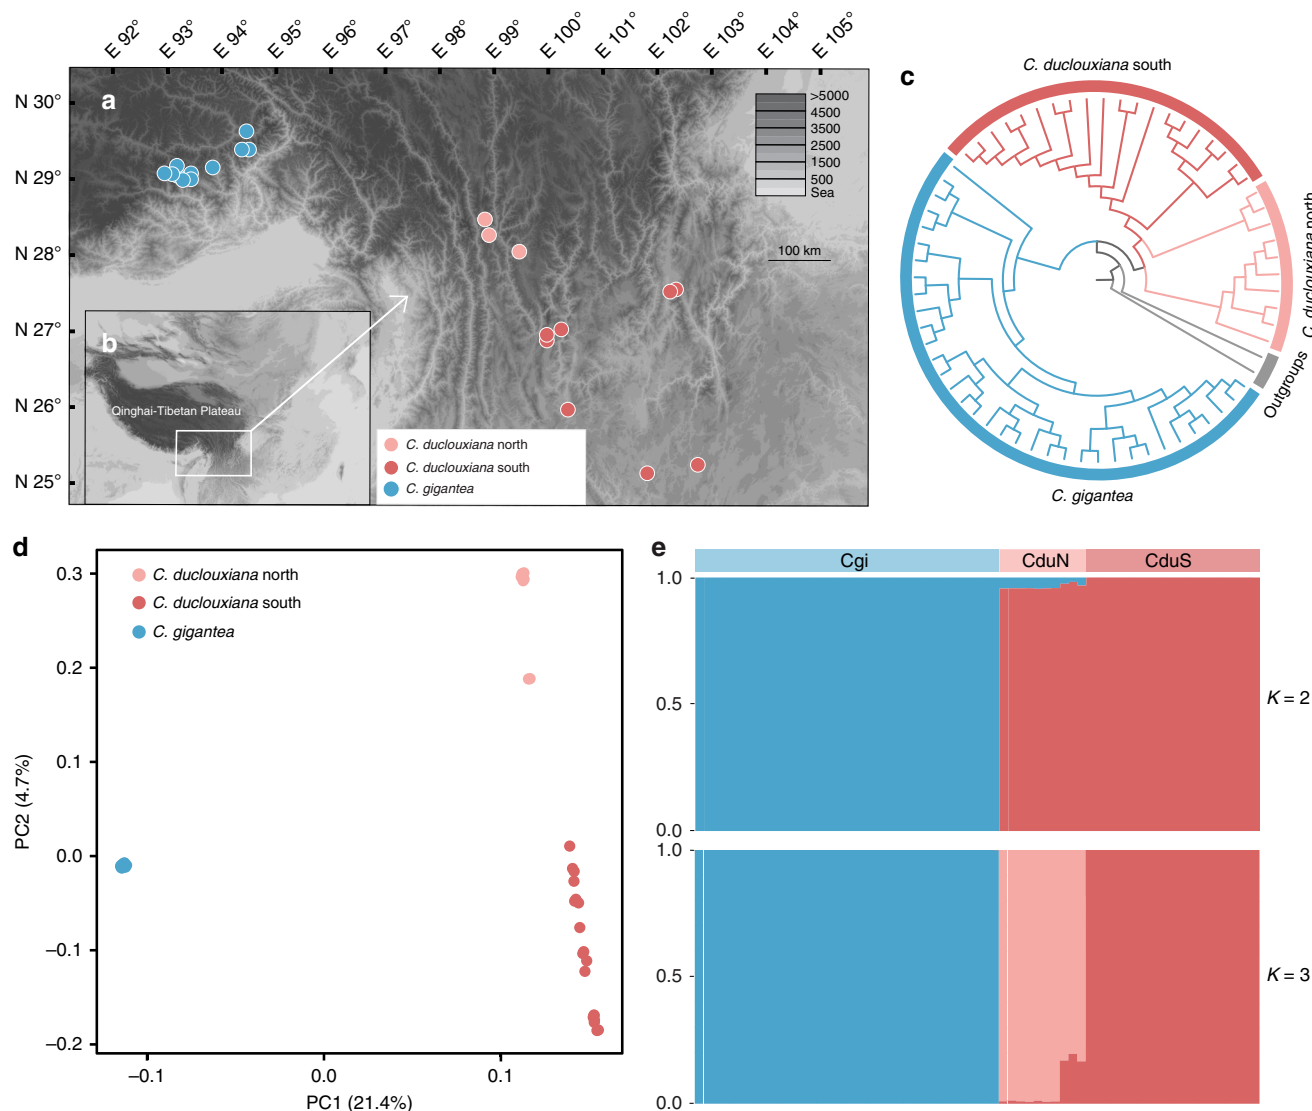 E 92° E 93° E 94° E 95° E 96° E 97° E 98° E 99° E 100° E 101° E 102° E 103° E 104° E 105°
N 30°
N 29°
N 28°
N 27°
N 26°
N 25°
a
>5000
4500
3500
2500
1500
500
Sea
100 km
b
Qinghai-Tibetan Plateau
C. duclouxiana north
C. duclouxiana south
C. gigantea
c
C. duclouxiana south
C. duclouxiana north
Outgroups
C. gigantea
d
C. duclouxiana north
C. duclouxiana south
C. gigantea
PC2 (4.7%)
0.3
0.2
0.1
0.0
–0.1
–0.2
–0.1 0.0 0.1
PC1 (21.4%)
e
Cgi CduN CduS
1.0
0.5
0.0
K = 2
1.0
0.5
0.0
K = 3